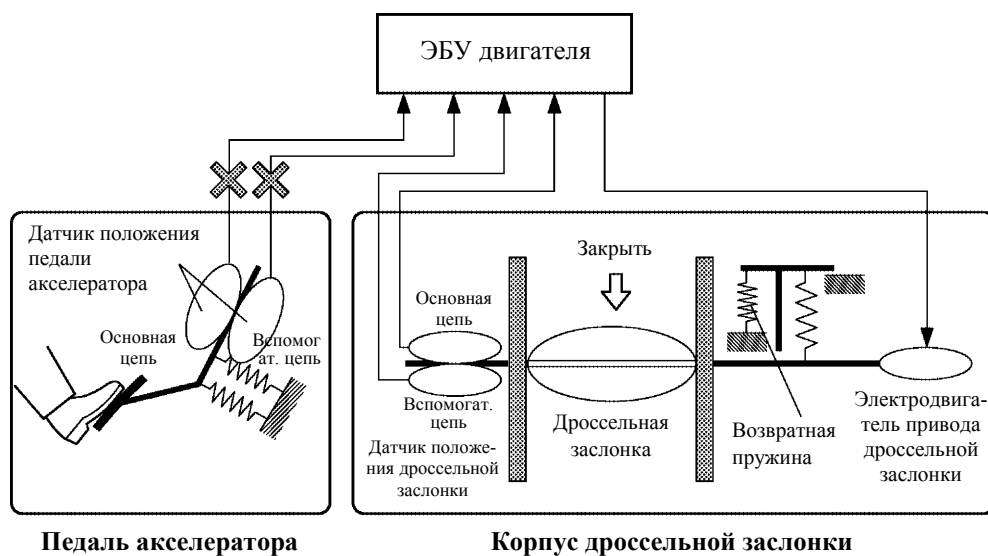 ЭБУ двигателя
Датчик положения
педали
акселератора
Основная
цепь
Вспомог
ат. цепь
Закрыть
Основная
цепь
Вспомогат.
цепь
Датчик положе-
ния дроссельной
заслонки
Дроссельная
заслонка
Возвратная
пружина
Электродвига-
тель привода
дроссельной
заслонки
Педаль акселератора
Корпус дроссельной заслонки